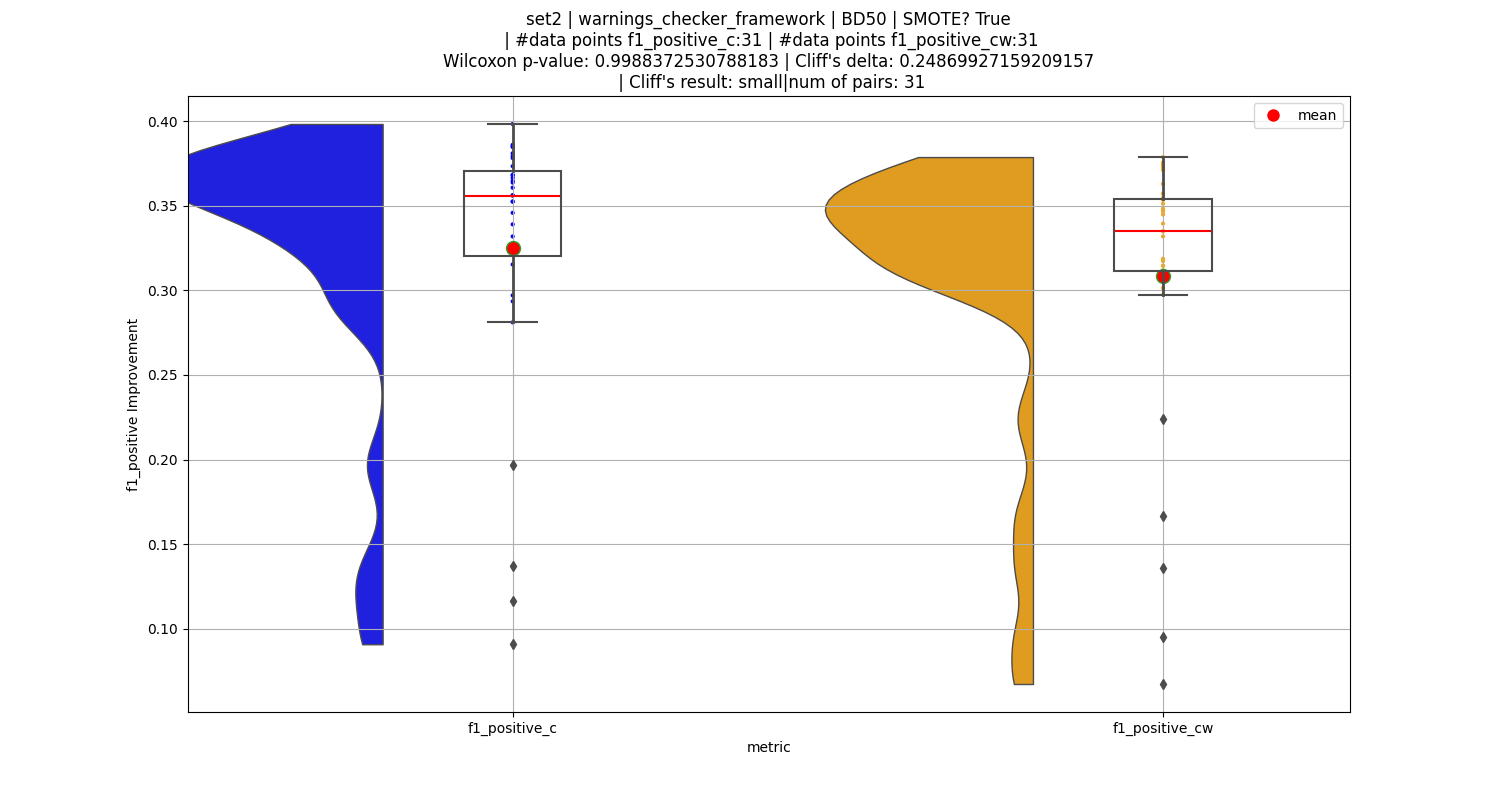 set2 | warnings_checker_framework | BD50 | SMOTE? True
| #data points f1_positive_c:31 | #data points f1_positive_cw:31
Wilcoxon p-value: 0.9988372530788183 | Cliff's delta: 0.24869927159209157
| Cliff's result: small|num of pairs: 31
mean
0.40
0.35
0.30
0.25
0.20
0.15
0.10
f1_positive Improvement
f1_positive_c
f1_positive_cw
metric